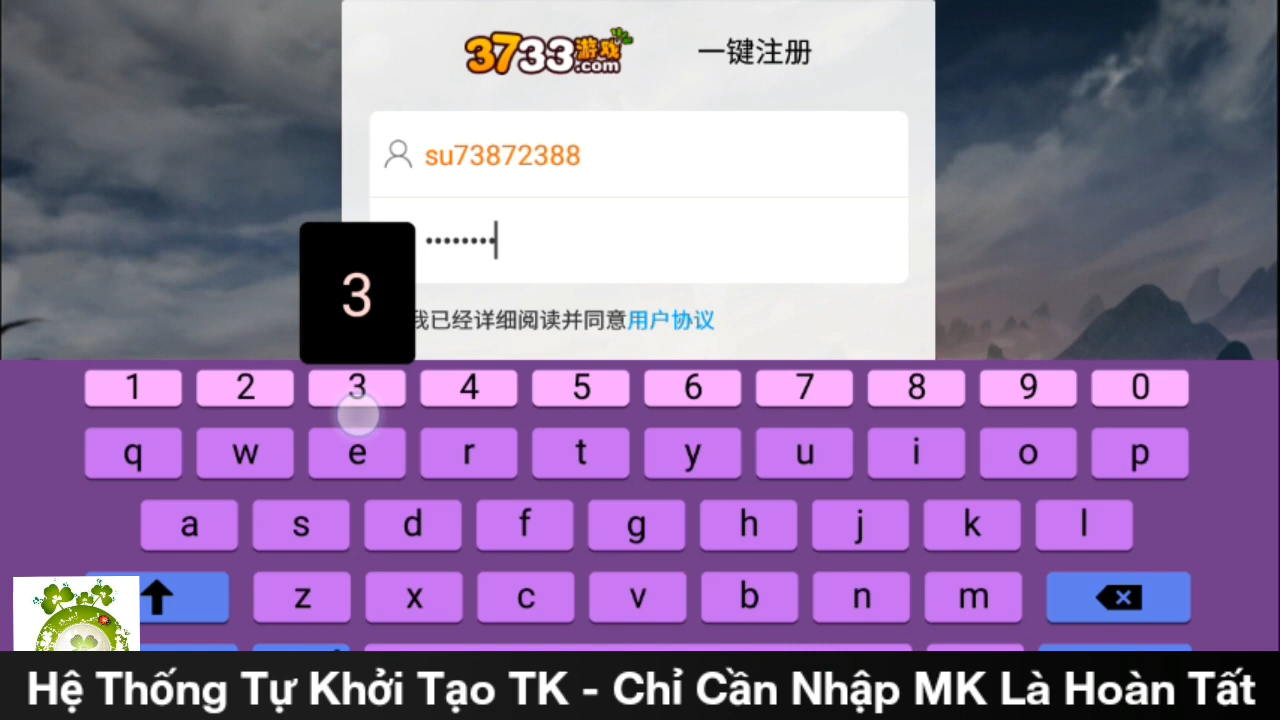 3733游戏.com
一键注册
su73872388
••••••••
3
我已经详细阅读并同意用户协议
1 2 3 4 5 6 7 8 9 0
q w e r t y u i o p
a s d f g h j k l
z x c v b n m
Hệ Thống Tự Khởi Tạo TK - Chỉ Cần Nhập MK Là Hoàn Tất